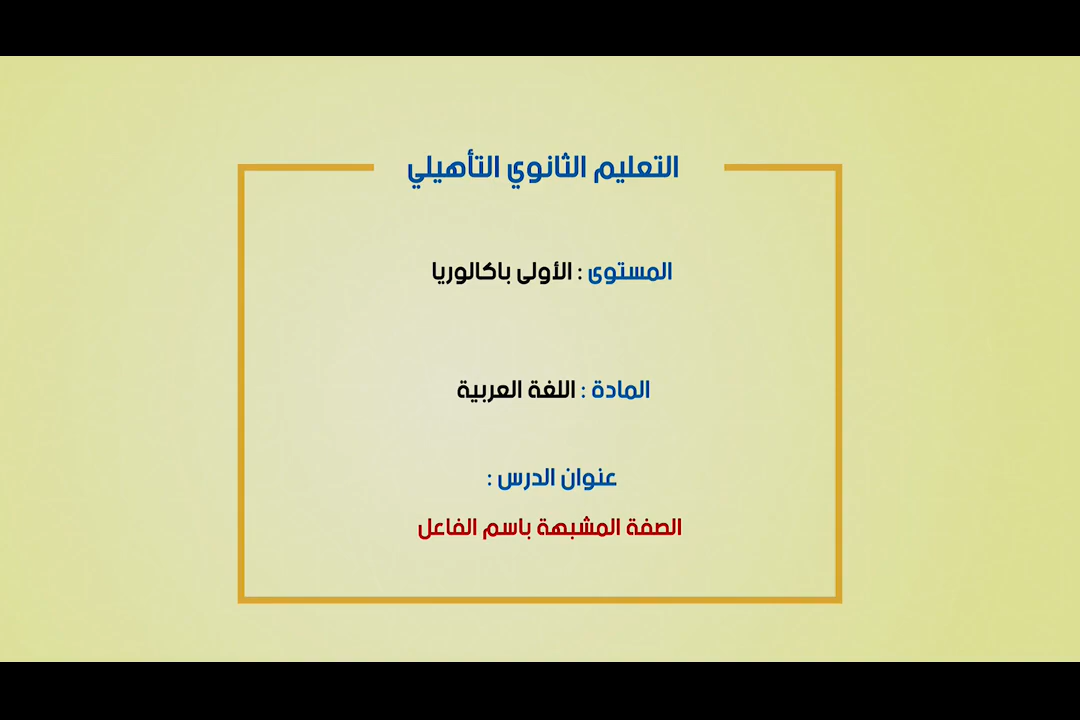 التعليم الثانوي التأهيلي
المستوى : الأولى باكالوريا
المادة : اللغة العربية
عنوان الدرس :
الصفة المشبهة باسم الفاعل